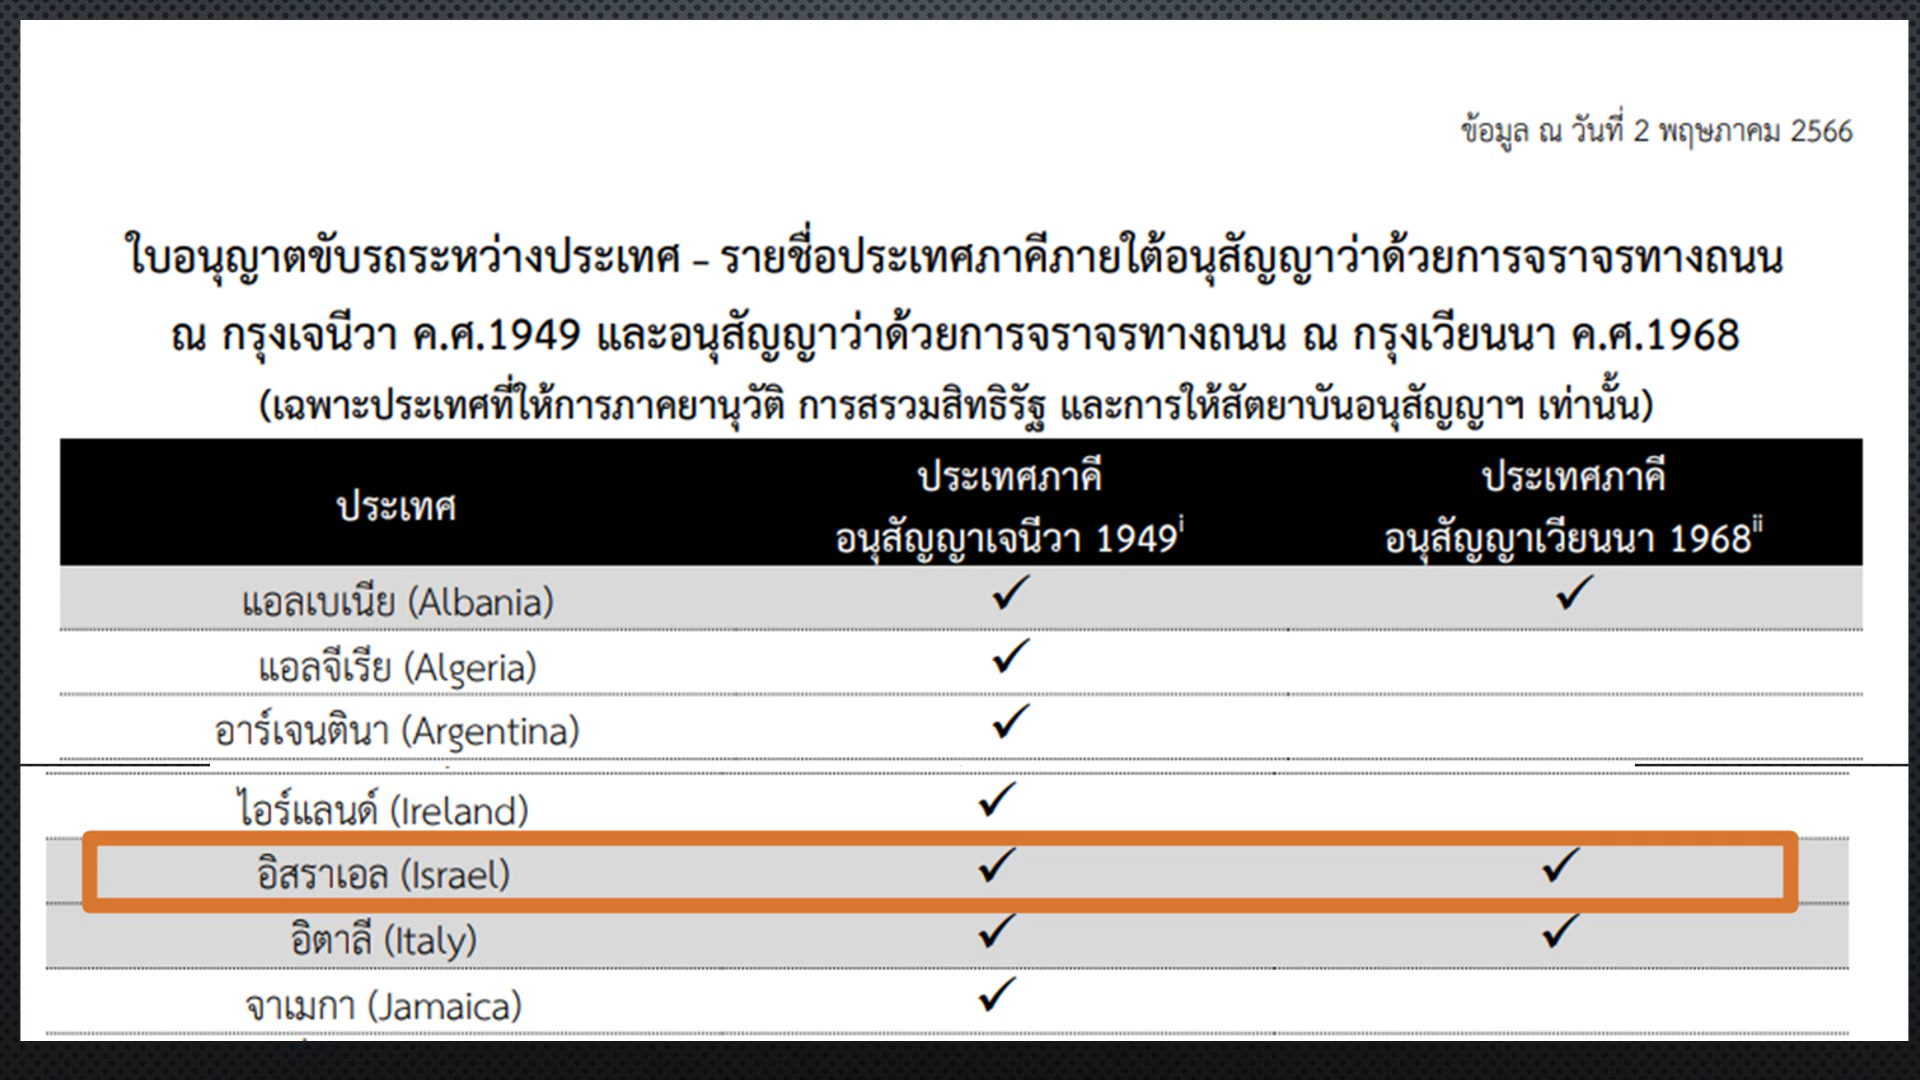 ข้อมูล ณ วันที่ 2 พฤษภาคม 2566
ใบอนุญาตขับรถระหว่างประเทศ – รายชื่อประเทศภาคีภายใต้อนุสัญญาว่าด้วยการจราจรทางถนน
ณ กรุงเจนีวา ค.ศ.1949 และอนุสัญญาว่าด้วยการจราจรทางถนน ณ กรุงเวียนนา ค.ศ.1968
(เฉพาะประเทศที่ให้การภาคยานุวัติ การสรวมสิทธิรัฐ และการให้สัตยาบันอนุสัญญาฯ เท่านั้น)
ประเทศ ประเทศภาคี ประเทศภาคี
อนุสัญญาเจนีวา 1949ⁱ อนุสัญญาเวียนนา 1968ⁱⁱ
แอลเบเนีย (Albania) ✓ ✓
แอลจีเรีย (Algeria) ✓
อาร์เจนตินา (Argentina) ✓
ไอร์แลนด์ (Ireland) ✓
อิสราเอล (Israel) ✓ ✓
อิตาลี (Italy) ✓ ✓
จาเมกา (Jamaica) ✓